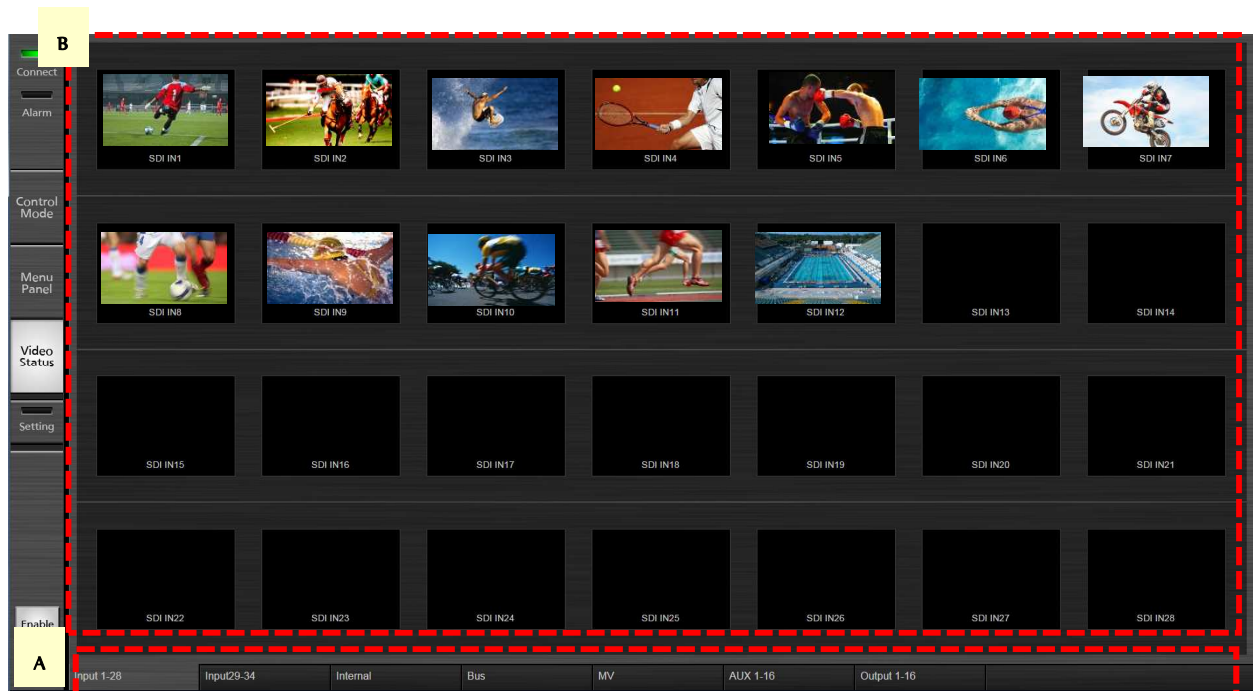 B
Connect
Alarm
SDI IN1
SDI IN2
SDI IN3
SDI IN4
SDI IN5
SDI IN6
SDI IN7
Control
Mode
Menu
Panel
SDI IN8
SDI IN9
SDI IN10
SDI IN11
SDI IN12
SDI IN13
SDI IN14
Video
Status
Setting
SDI IN15
SDI IN16
SDI IN17
SDI IN18
SDI IN19
SDI IN20
SDI IN21
SDI IN22
SDI IN23
SDI IN24
SDI IN25
SDI IN26
SDI IN27
SDI IN28
Enable
A
Input 1-28
Input29-34
Internal
Bus
MV
AUX 1-16
Output 1-16